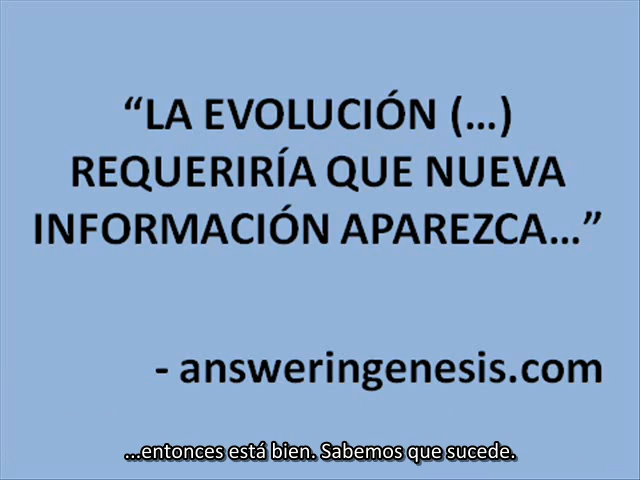 “LA EVOLUCIÓN (...)
REQUERIRÍA QUE NUEVA
INFORMACIÓN APAREZCA...”
- answeringenesis.com
...entonces está bien. Sabemos que sucede.